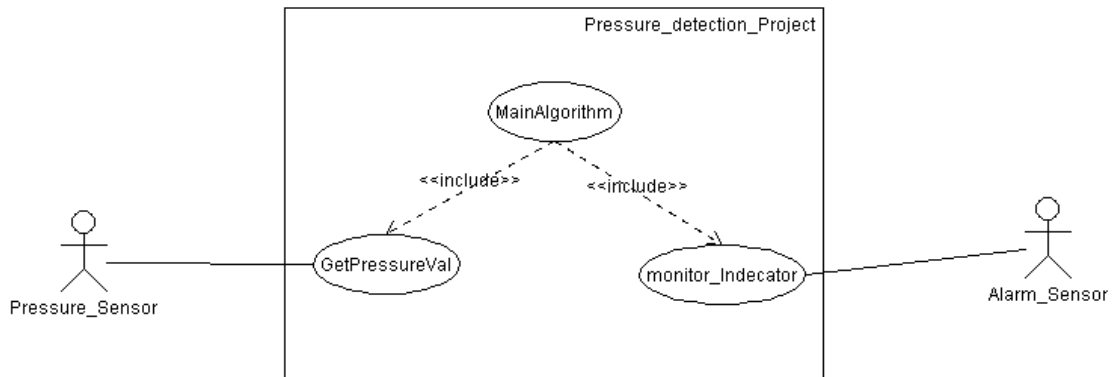 Pressure_detection_Project
MainAlgorithm
<<include>>
<<include>>
GetPressureVal
monitor_Indecator
Pressure_Sensor
Alarm_Sensor